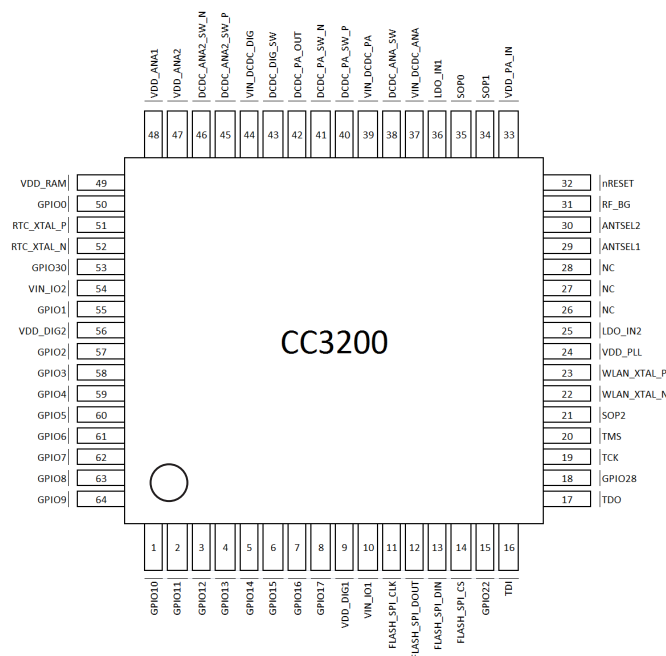 VDD_ANA1
VDD_ANA2
DCDC_ANA2_SW_N
DCDC_ANA2_SW_P
VIN_DCDC_DIG
DCDC_DIG_SW
DCDC_PA_OUT
DCDC_PA_SW_N
DCDC_PA_SW_P
VIN_DCDC_PA
DCDC_ANA_SW
VIN_DCDC_ANA
LDO_IN1
SOP0
SOP1
VDD_PA_IN
48 47 46 45 44 43 42 41 40 39 38 37 36 35 34 33
VDD_RAM 49
GPIO0 50
RTC_XTAL_P 51
RTC_XTAL_N 52
GPIO30 53
VIN_IO2 54
GPIO1 55
VDD_DIG2 56
GPIO2 57
GPIO3 58
GPIO4 59
GPIO5 60
GPIO6 61
GPIO7 62
GPIO8 63
GPIO9 64
CC3200
32 nRESET
31 RF_BG
30 ANTSEL2
29 ANTSEL1
28 NC
27 NC
26 NC
25 LDO_IN2
24 VDD_PLL
23 WLAN_XTAL_P
22 WLAN_XTAL_N
21 SOP2
20 TMS
19 TCK
18 GPIO28
17 TDO
1 2 3 4 5 6 7 8 9 10 11 12 13 14 15 16
GPIO10
GPIO11
GPIO12
GPIO13
GPIO14
GPIO15
GPIO16
GPIO17
VDD_DIG1
VIN_IO1
FLASH_SPI_CLK
FLASH_SPI_DOUT
FLASH_SPI_DIN
FLASH_SPI_CS
GPIO22
TDI